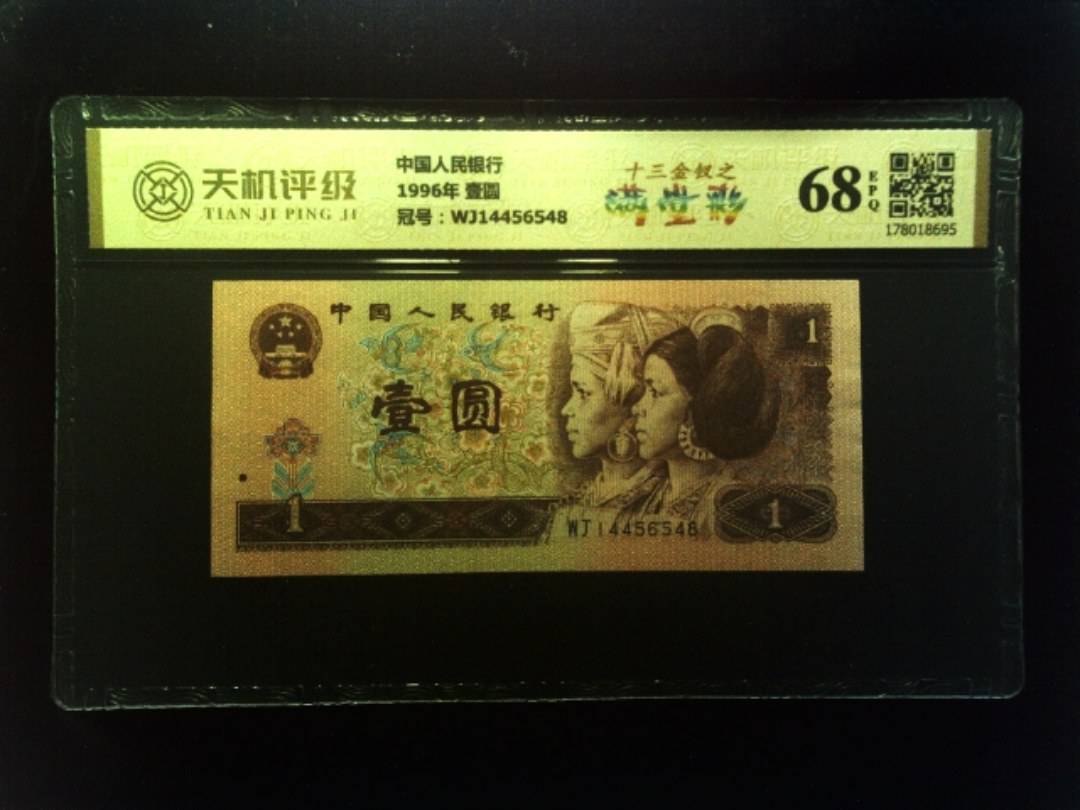 天机评级
TIAN JI PING JI
中国人民银行
1996年 壹圆
冠号：WJ14456548
十三金钗之
满堂彩
68
EPQ
178018695
中国人民银行
壹圆
1
1
1
WJ14456548